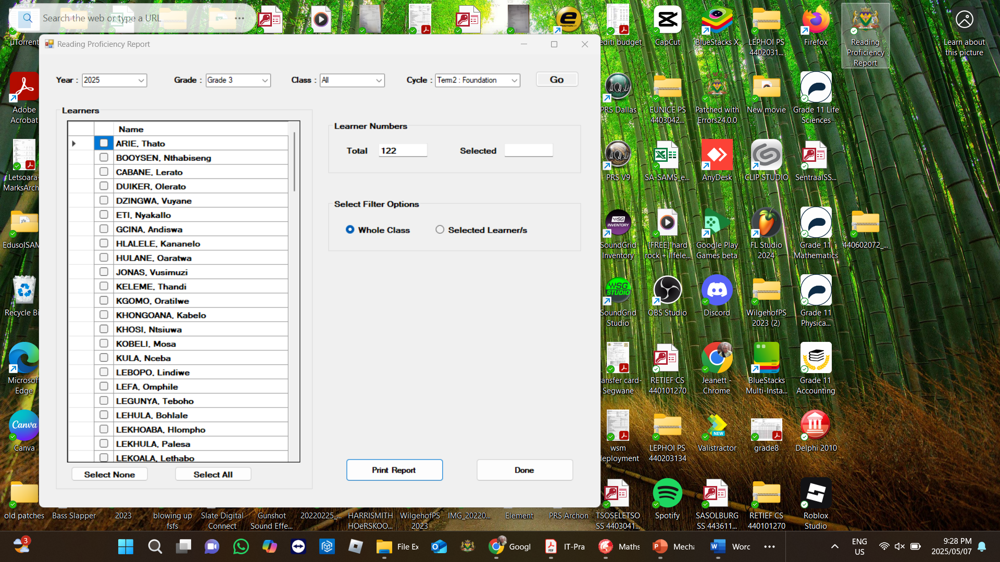 Search the web or type a URL
µTorrent
Reading Proficiency Report
Year : 2025
Grade : Grade 3
Class : All
Cycle : Term2 : Foundation
Go
Learners
Name
ARIE, Thato
BOOYSEN, Nthabiseng
CABANE, Lerato
DUIKER, Olerato
DZINGWA, Vuyane
ETI, Nyakallo
GCINA, Andiswa
HLALELE, Kananelo
HULANE, Oaratwa
JONAS, Vusimuzi
KELEME, Thandi
KGOMO, Oratilwe
KHONGOANA, Kabelo
KHOSI, Ntsiuwa
KOBELI, Mosa
KULA, Nceba
LEBOPO, Lindiwe
LEFA, Omphile
LEGUNYA, Teboho
LEHULA, Bohlale
LEKHOABA, Hlompho
LEKHULA, Palesa
LEKOALA, Lethabo
Select None
Select All
Learner Numbers
Total 122
Selected
Select Filter Options
Whole Class
Selected Learner/s
Print Report
Done
Adobe
Acrobat
Letsoara-
MarksArch
EdusolSAM
Recycle Bi
Microsof
Edge
Canva
Canva
old patches
Bass Slapper
2023
blowing up
fsfs
Slate Digital
Connect
Gunshot
Sound Effe...
20220225_...
HARRISMITH
HOëRSKOO...
WilgehofPS
2023
IMG_20220...
Element
PRS Archon
editi budget
CapCut
BlueStacks X
LEPHOI PS
4402031...
Firefox
Reading
Proficiency
Report
Learn about
this picture
PRS Dallas
EUNICE PS
4403042...
Patched with
Errors24.0.0
New movie
Grade 11 Life
Sciences
PRS V9
SA-SAMS_e...
AnyDesk
CLIP STUDIO
SentraalSS...
WSG
INVENTORY
SoundGrid
Inventory
[FREE] hard
rock + lifele...
Google Play
Games beta
FL Studio
2024
Grade 11
Mathematics
440602072_...
WSG
STUDIO
SoundGrid
Studio
OBS Studio
Discord
WilgehofPS
2023 (2)
Grade 11
Physica...
ansfer card-
Segwane
RETIEF CS
440101270
Jeanett -
Chrome
BlueStacks
Multi-Insta...
Grade 11
Accounting
wsm
deployment
LEPHOI PS
440203134
NEW
Valistractor
grade8
Delphi 2010
TSOSELETSO
SS 4403041...
Spotify
SASOLBURG
SS 443611...
RETIEF CS
440101270
Roblox
Studio
3
File Ex
Googl
IT-Pra
Maths
Mecha
Word
ENG
US
9:28 PM
2025/05/07